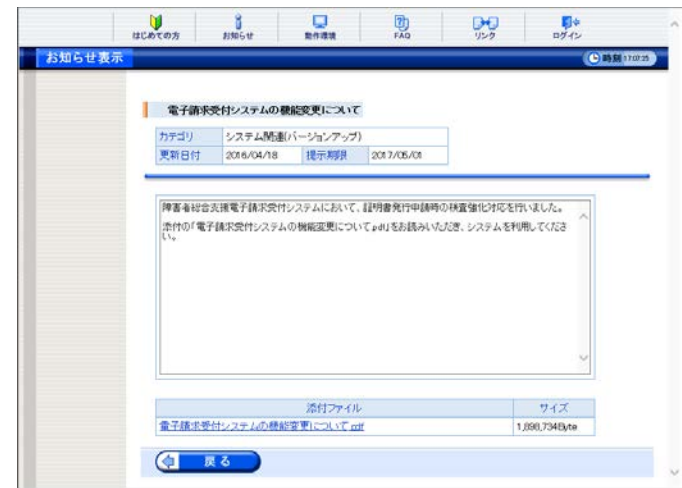 はじめての方 お知らせ 動作環境 FAQ リンク ログイン
お知らせ表示 時刻 17:07:25
電子請求受付システムの機能変更について
カテゴリ システム関連(バージョンアップ)
更新日付 2016/04/18 提示期限 2017/05/01
障害者総合支援電子請求受付システムにおいて、証明書発行申請時の検査強化対応を行いました。
添付の「電子請求受付システムの機能変更について.pdf」をお読みいただき、システムを利用してくださ
い。
添付ファイル サイズ
電子請求受付システムの機能変更について.pdf 1,898,734Byte
戻る